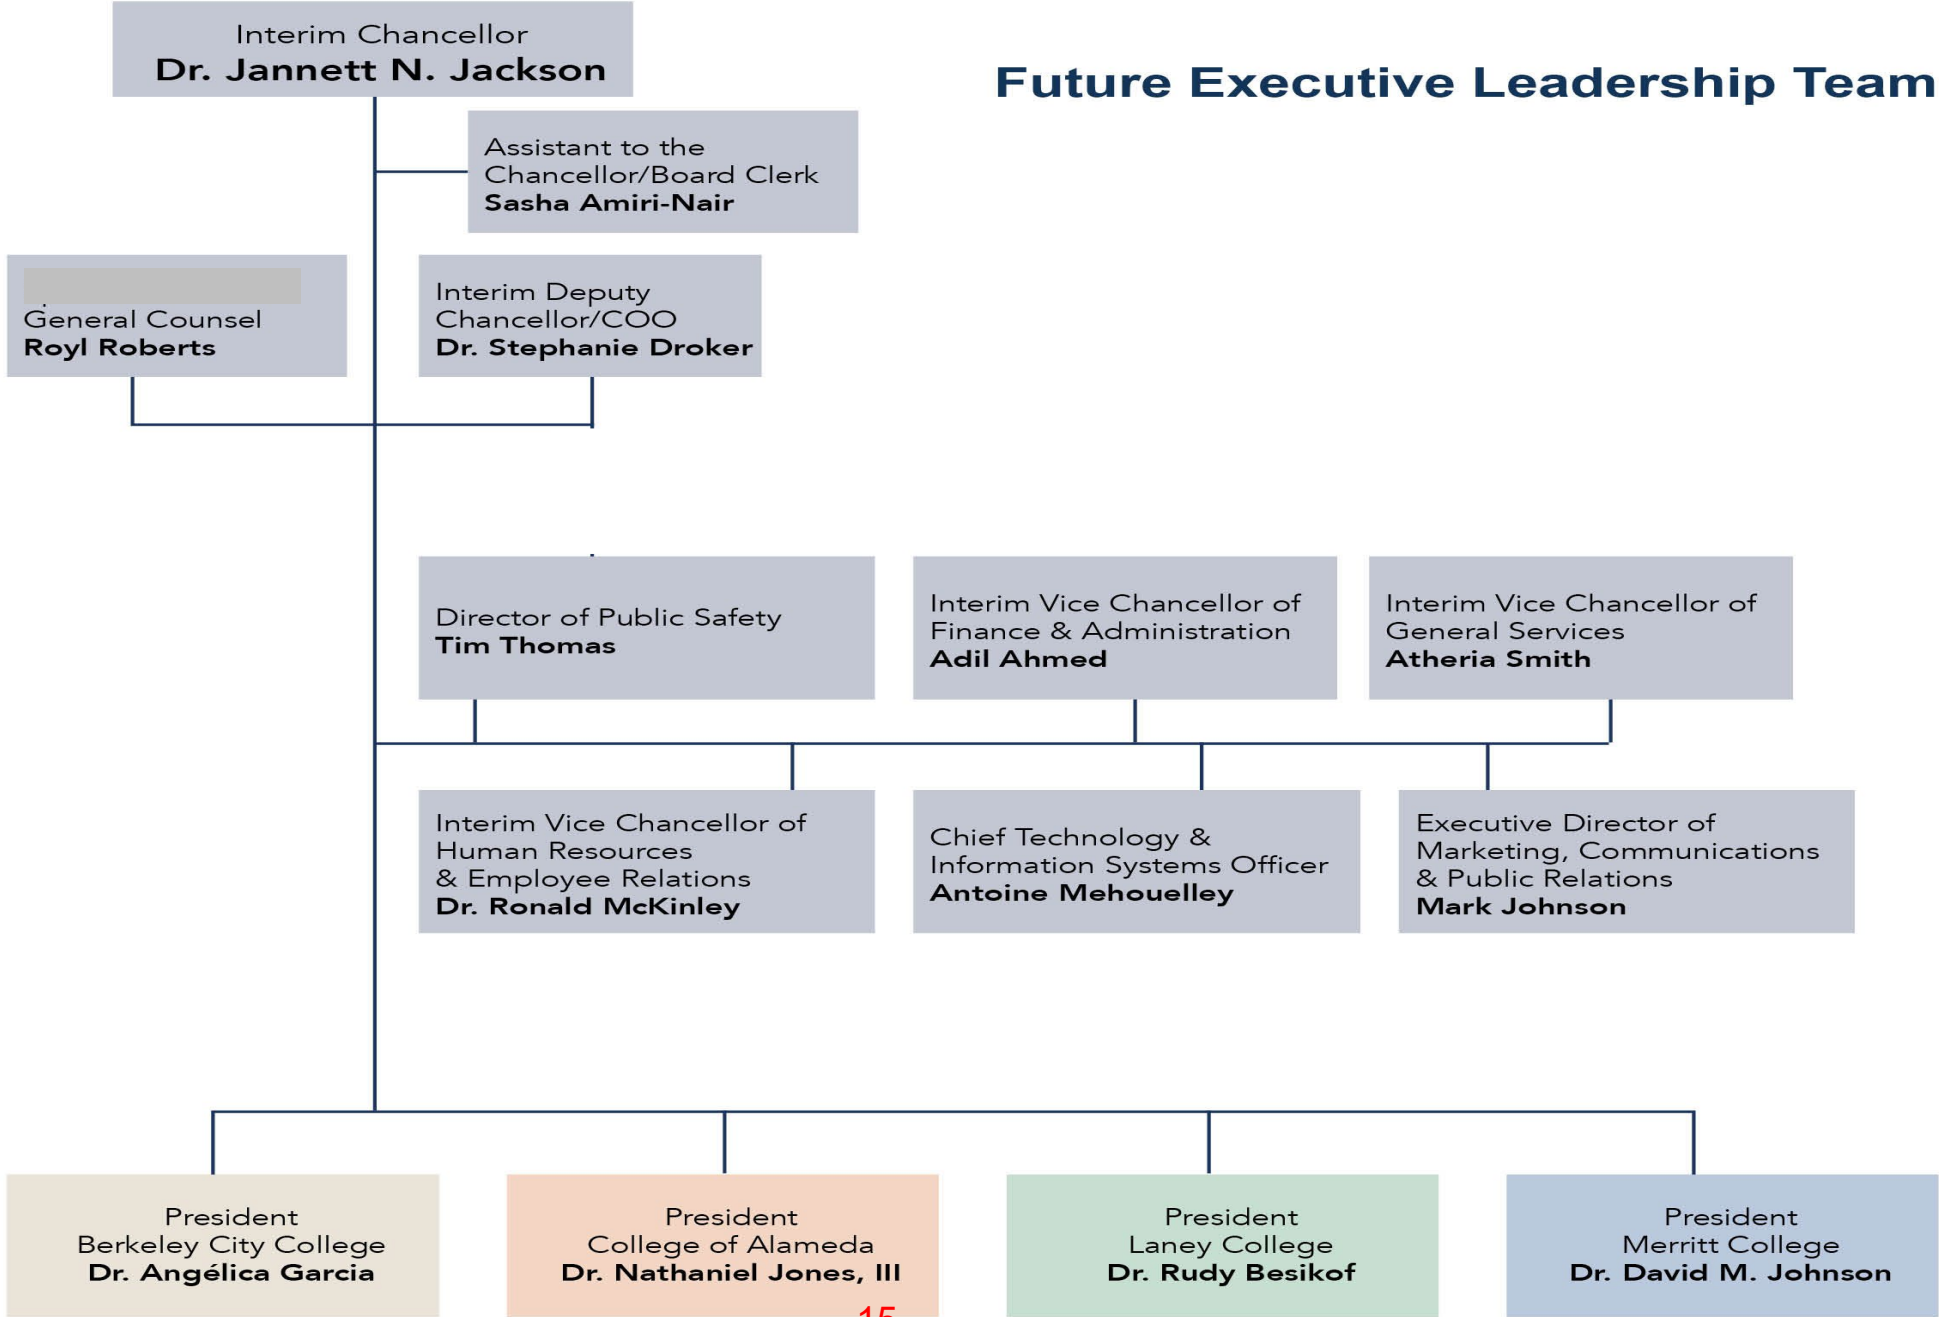 Interim Chancellor
Dr. Jannett N. Jackson
Future Executive Leadership Team
Assistant to the
Chancellor/Board Clerk
Sasha Amiri-Nair
General Counsel
Royl Roberts
Interim Deputy
Chancellor/COO
Dr. Stephanie Droker
Director of Public Safety
Tim Thomas
Interim Vice Chancellor of
Finance & Administration
Adil Ahmed
Interim Vice Chancellor of
General Services
Atheria Smith
Interim Vice Chancellor of
Human Resources
& Employee Relations
Dr. Ronald McKinley
Chief Technology &
Information Systems Officer
Antoine Mehouelley
Executive Director of
Marketing, Communications
& Public Relations
Mark Johnson
President
Berkeley City College
Dr. Angélica Garcia
President
College of Alameda
Dr. Nathaniel Jones, III
President
Laney College
Dr. Rudy Besikof
President
Merritt College
Dr. David M. Johnson
15